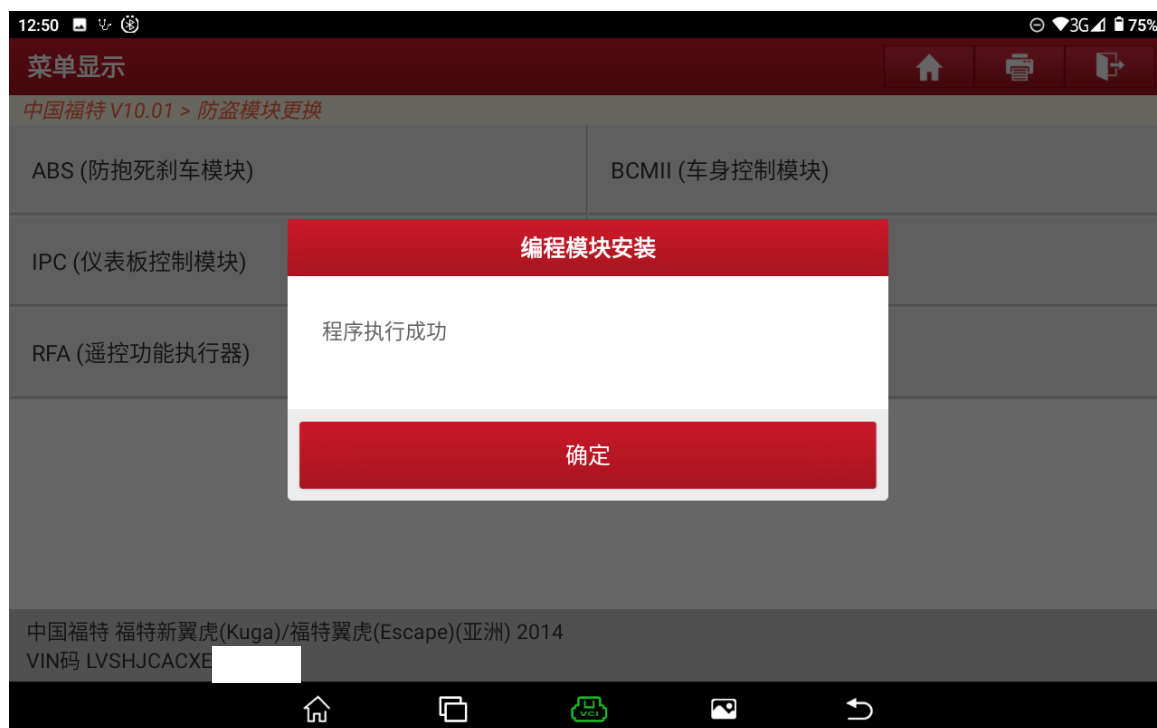 12:50 3G 75%
菜单显示
中国福特 V10.01 > 防盗模块更换
ABS (防抱死刹车模块) BCMII (车身控制模块)
编程模块安装
IPC (仪表板控制模块)
程序执行成功
RFA (遥控功能执行器)
确定
中国福特 福特新翼虎(Kuga)/福特翼虎(Escape)(亚洲) 2014
VIN码 LVSHJCACXE
VCI